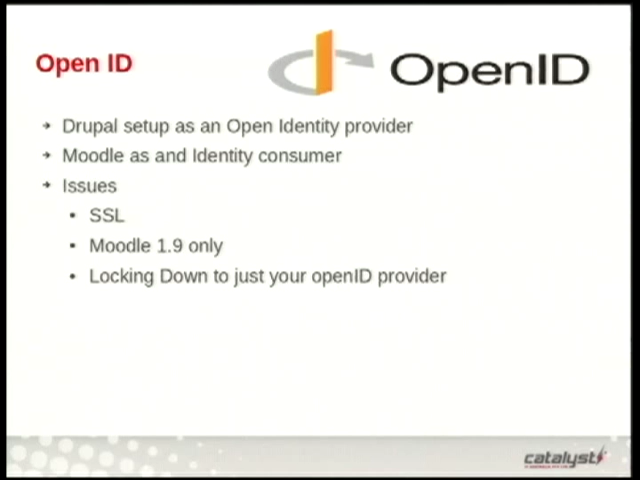 Open ID
OpenID
Drupal setup as an Open Identity provider
Moodle as and Identity consumer
Issues
SSL
Moodle 1.9 only
Locking Down to just your openID provider
catalyst